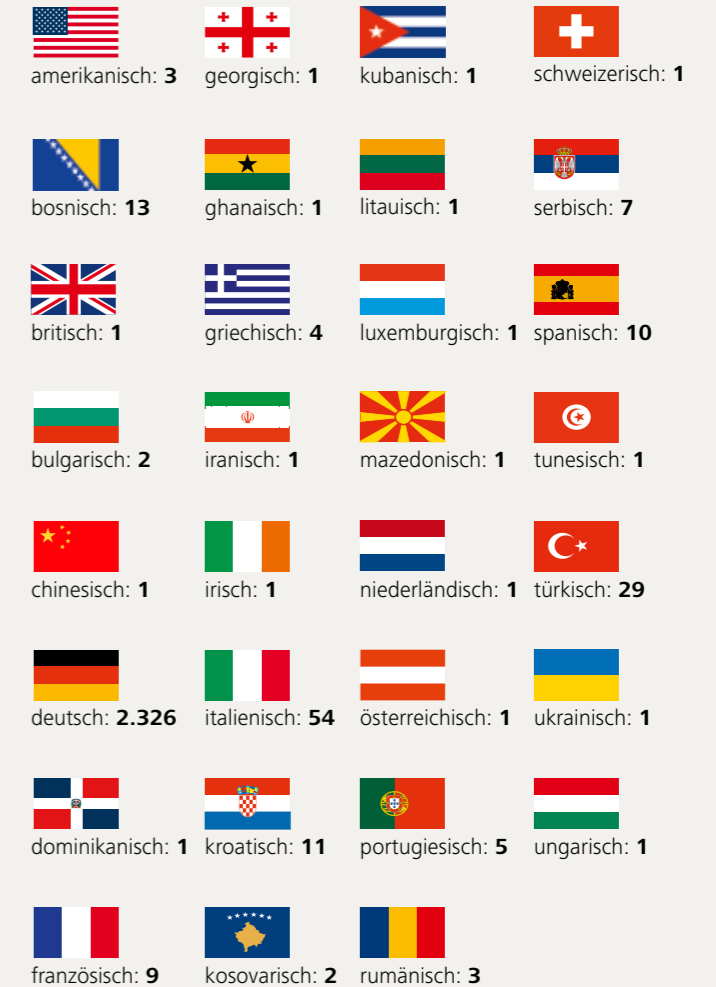 amerikanisch: 3
georgisch: 1
kubanisch: 1
schweizerisch: 1
bosnisch: 13
ghanaisch: 1
litauisch: 1
serbisch: 7
britisch: 1
griechisch: 4
luxemburgisch: 1
spanisch: 10
bulgarisch: 2
iranisch: 1
mazedonisch: 1
tunesisch: 1
chinesisch: 1
irisch: 1
niederländisch: 1
türkisch: 29
deutsch: 2.326
italienisch: 54
österreichisch: 1
ukrainisch: 1
dominikanisch: 1
kroatisch: 11
portugiesisch: 5
ungarisch: 1
französisch: 9
kosovarisch: 2
rumänisch: 3